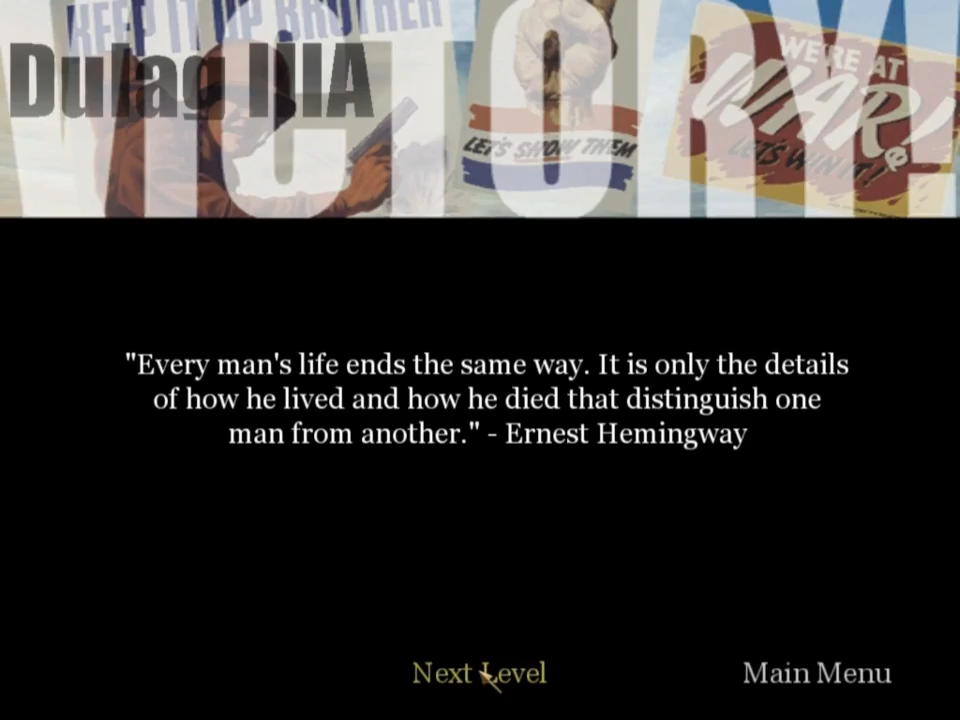 KEEP IT UP BROTHER
VICTORY
Dulag IIIA
WE'RE AT
WAR!
LET'S SHOW THEM
LET'S WIN IT!
"Every man's life ends the same way. It is only the details
of how he lived and how he died that distinguish one
man from another." - Ernest Hemingway
Next Level
Main Menu